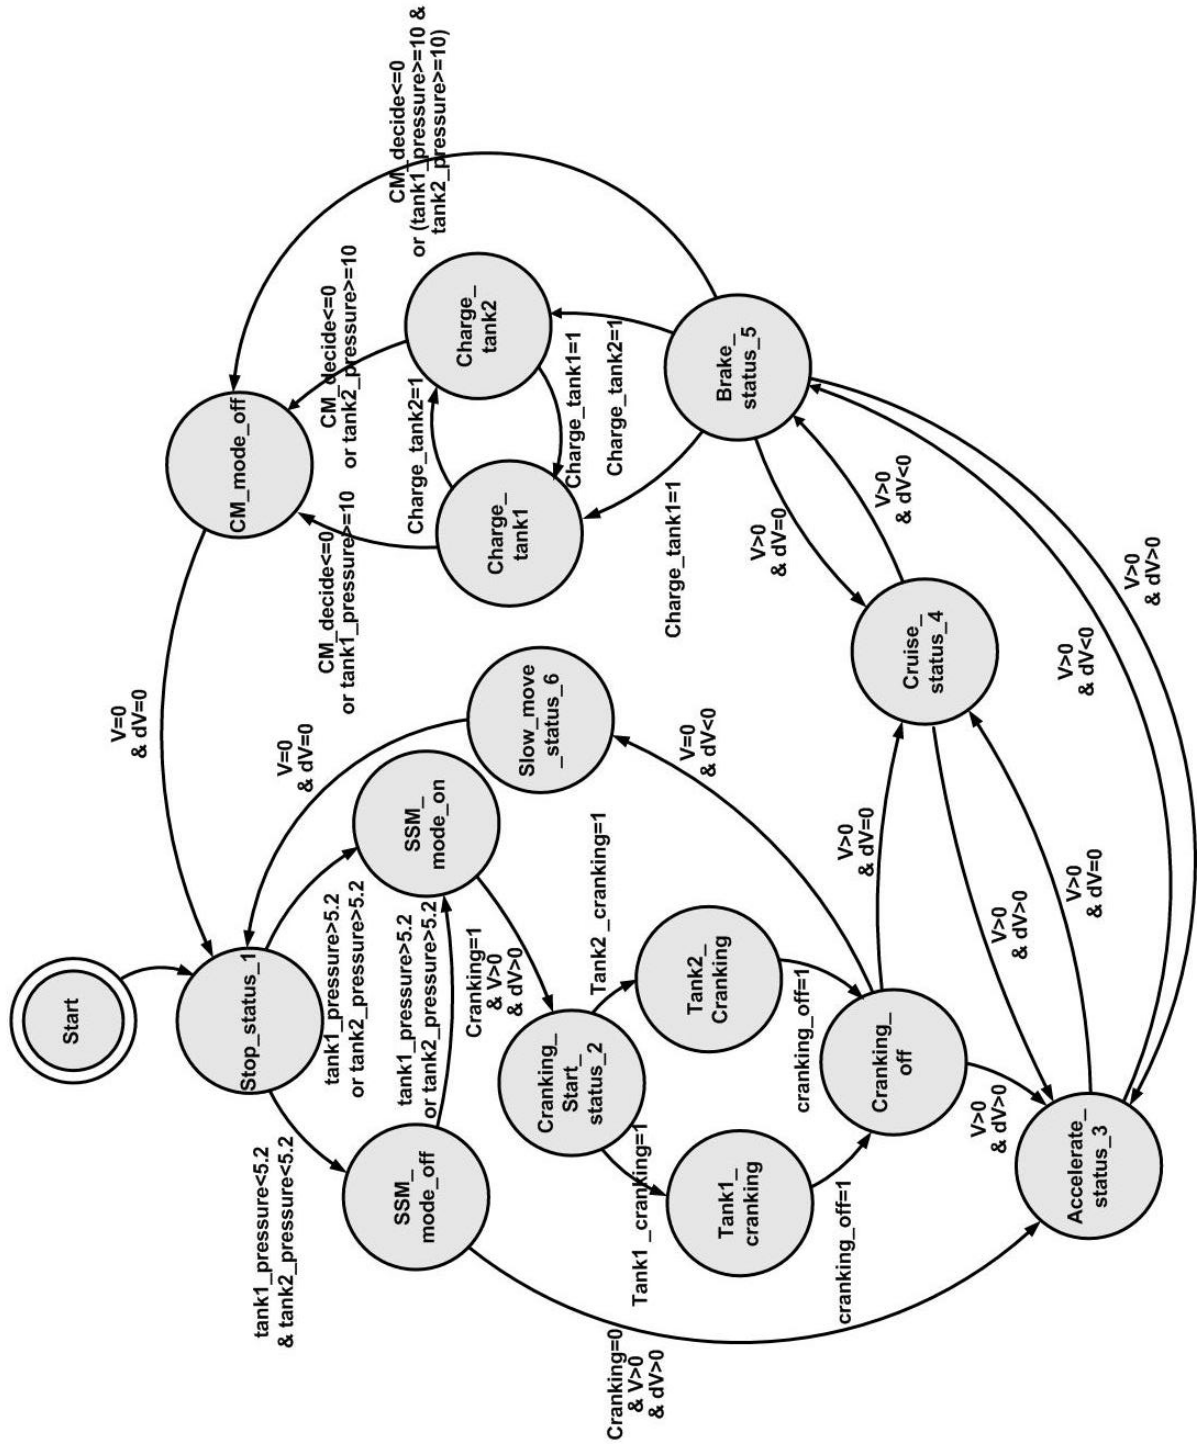 Start
V=0
& dV=0
CM_mode_off
CM_decide<=0
or (tank1_pressure>=10 &
tank2_pressure>=10)
CM_decide<=0
or tank2_pressure>=10
CM_decide<=0
or tank1_pressure>=10
Charge_
tank2
Charge_tank2=1
Charge_tank1=1
Charge_tank2=1
Charge_
tank1
Charge_tank1=1
Brake_
status_5
V>0
& dV=0
V>0
& dV<0
Cruise_
status_4
V>0
& dV>0
V>0
& dV<0
Stop_status_1
V=0
& dV=0
Slow_move
_status_6
V=0
& dV<0
SSM_
mode_on
tank1_pressure>5.2
or tank2_pressure>5.2
tank1_pressure<5.2
& tank2_pressure<5.2
SSM_
mode_off
tank1_pressure>5.2
or tank2_pressure>5.2
Cranking=1
& V>0
& dV>0
Cranking_
Start_
status_2
Tank2 _cranking=1
Tank2_
Cranking
Tank1 _cranking=1
Tank1_
cranking
cranking_off=1
cranking_off=1
Cranking_
off
V>0
& dV=0
V>0
& dV>0
V>0
& dV>0
V>0
& dV=0
Accelerate_
status_3
Cranking=0
& V>0
& dV>0